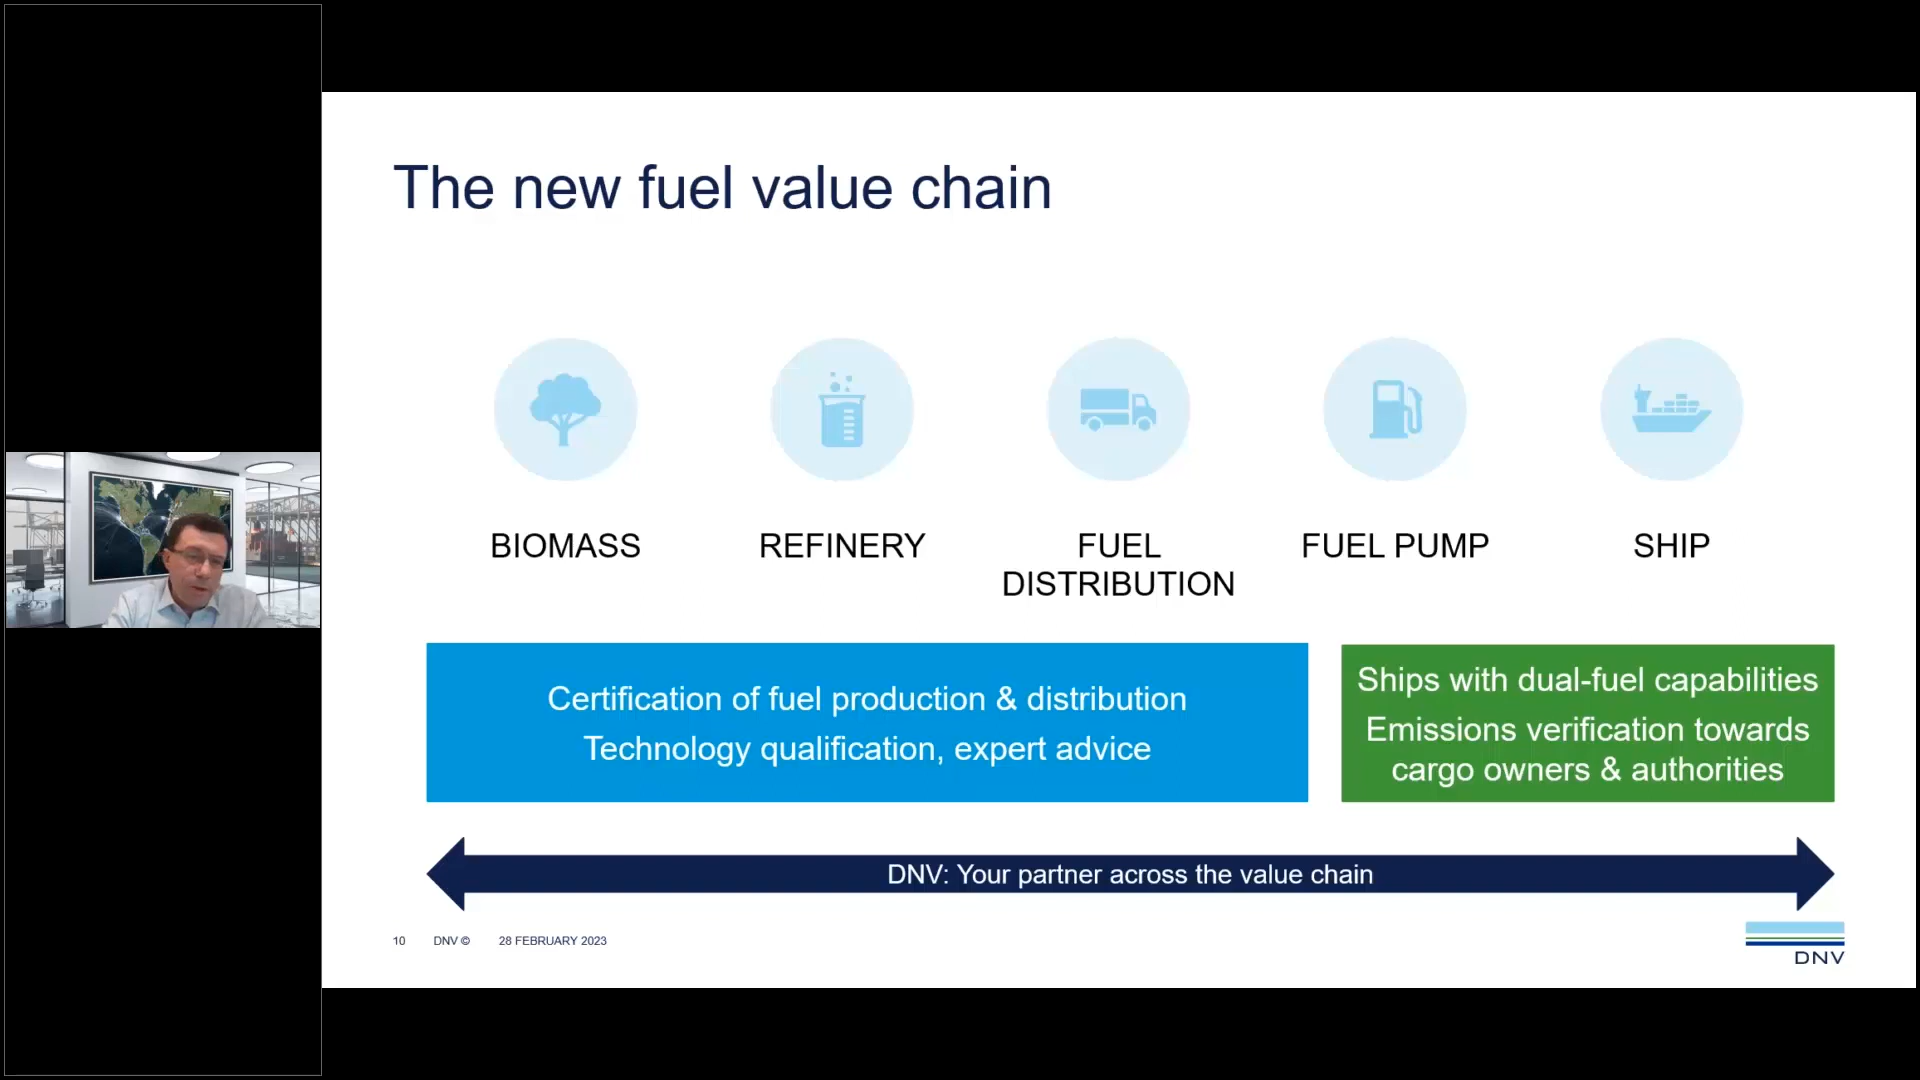 The new fuel value chain
BIOMASS
REFINERY
FUEL
DISTRIBUTION
FUEL PUMP
SHIP
Certification of fuel production & distribution
Technology qualification, expert advice
Ships with dual-fuel capabilities
Emissions verification towards
cargo owners & authorities
DNV: Your partner across the value chain
10 DNV © 28 FEBRUARY 2023
DNV